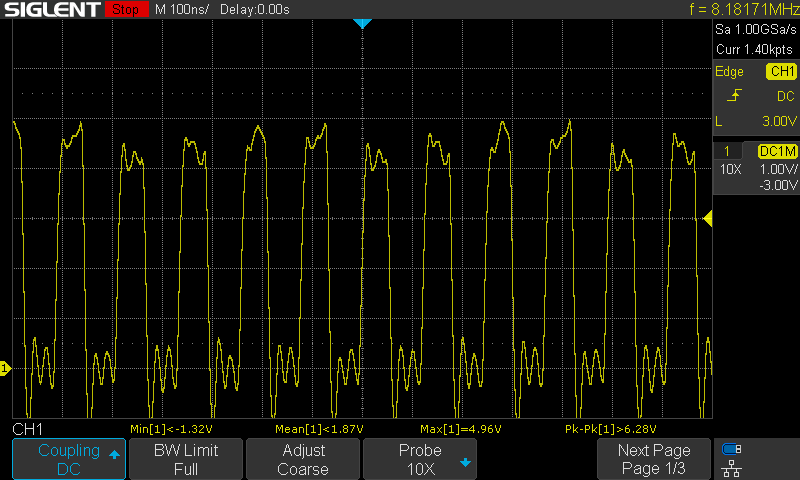 SIGLENT Stop M 100ns/ Delay:0.00s f = 8.18171MHz
Sa 1.00GSa/s
Curr 1.40kpts
Edge CH1
DC
L 3.00V
1 DC1M
10X 1.00V/
-3.00V
1
CH1 Min[1]<-1.32V Mean[1]<1.87V Max[1]=4.96V Pk-Pk[1]>6.28V
Coupling BW Limit Adjust Probe Next Page
DC Full Coarse 10X Page 1/3